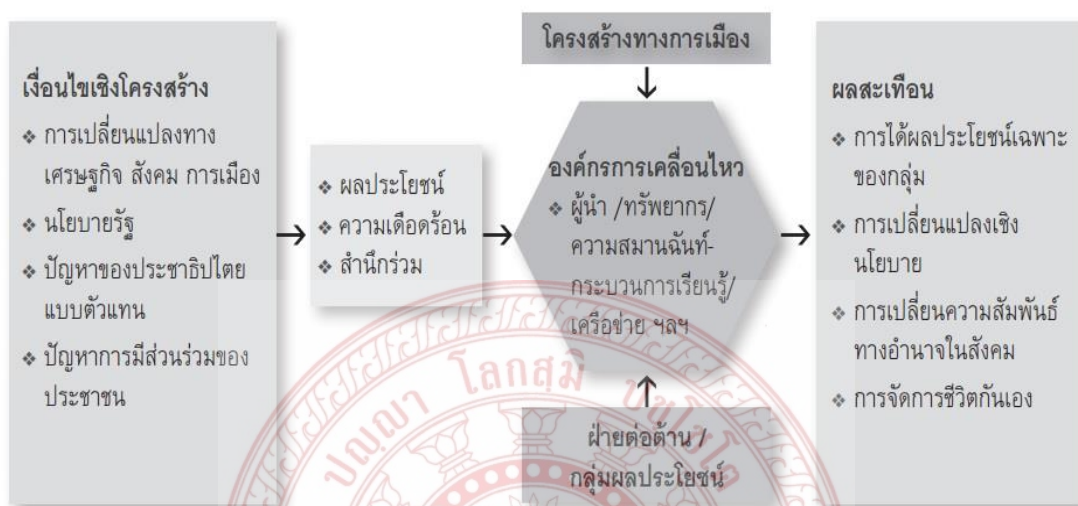 เงื่อนไขเชิงโครงสร้าง
❖ การเปลี่ยนแปลงทาง
เศรษฐกิจ สังคม การเมือง
❖ นโยบายรัฐ
❖ ปัญหาของประชาธิปไตย
แบบตัวแทน
❖ ปัญหาการมีส่วนร่วมของ
ประชาชน
❖ ผลประโยชน์
❖ ความเดือดร้อน
❖ สำนึกร่วม
โครงสร้างทางการเมือง
องค์กรการเคลื่อนไหว
❖ ผู้นำ /ทรัพยากร/
ความสมานฉันท์-
กระบวนการเรียนรู้/
เครือข่าย ฯลฯ
ฝ่ายต่อต้าน /
กลุ่มผลประโยชน์
ผลสะเทือน
❖ การได้ผลประโยชน์เฉพาะ
ของกลุ่ม
❖ การเปลี่ยนแปลงเชิง
นโยบาย
❖ การเปลี่ยนความสัมพันธ์
ทางอำนาจในสังคม
❖ การจัดการชีวิตกันเอง
ปญฺญา โลกสฺมิ ปชฺโชโต